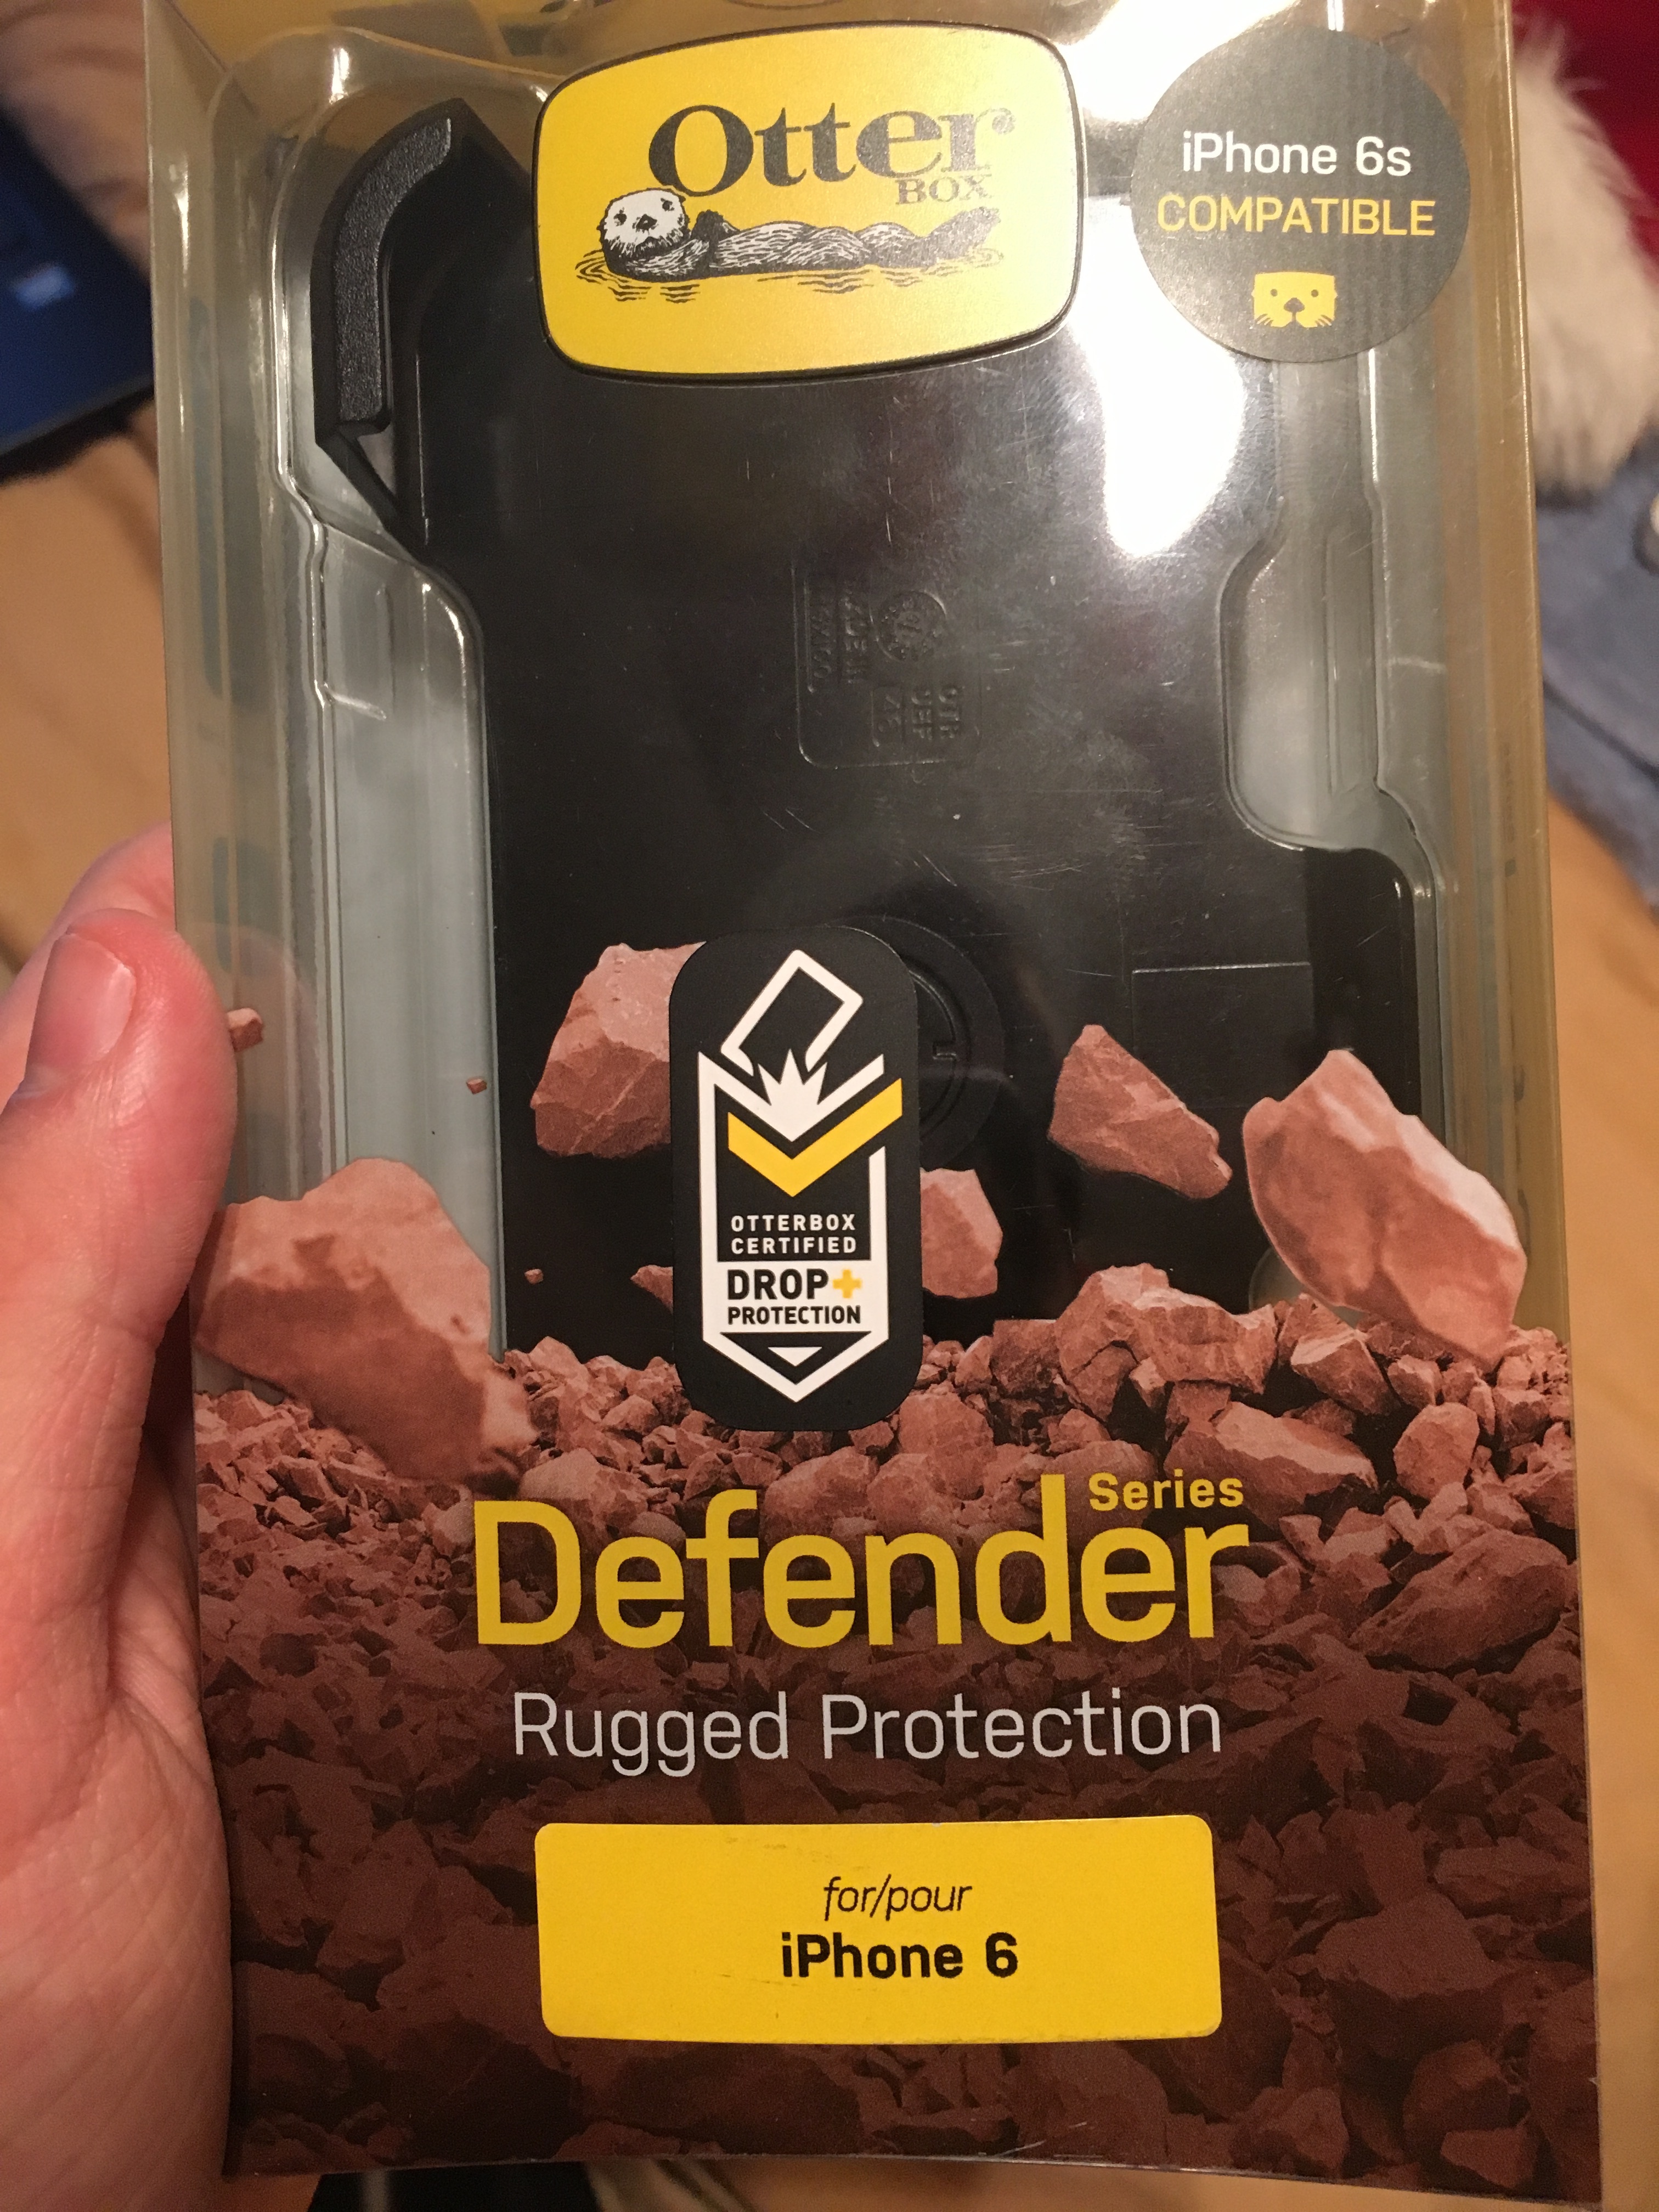 Otter
BOX
iPhone 6s
COMPATIBLE
OTTERBOX
CERTIFIED
DROP+
PROTECTION
Series
Defender
Rugged Protection
for/pour
iPhone 6